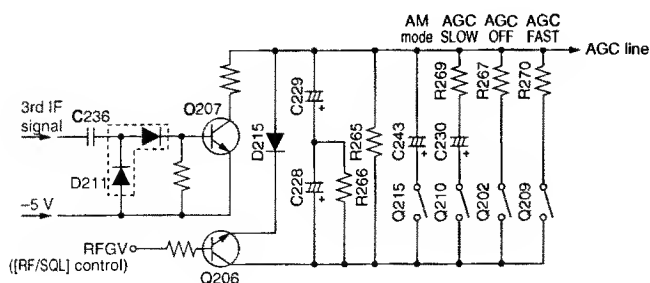 AM mode
AGC SLOW
AGC OFF
AGC FAST
AGC line
R269
R267
R270
3rd IF signal
C236
Q207
D215
C229
R265
C243
C230
D211
C228
R266
Q215
Q210
Q202
Q209
–5 V
RFGV
([RF/SQL] control)
Q206
+
+
+
+